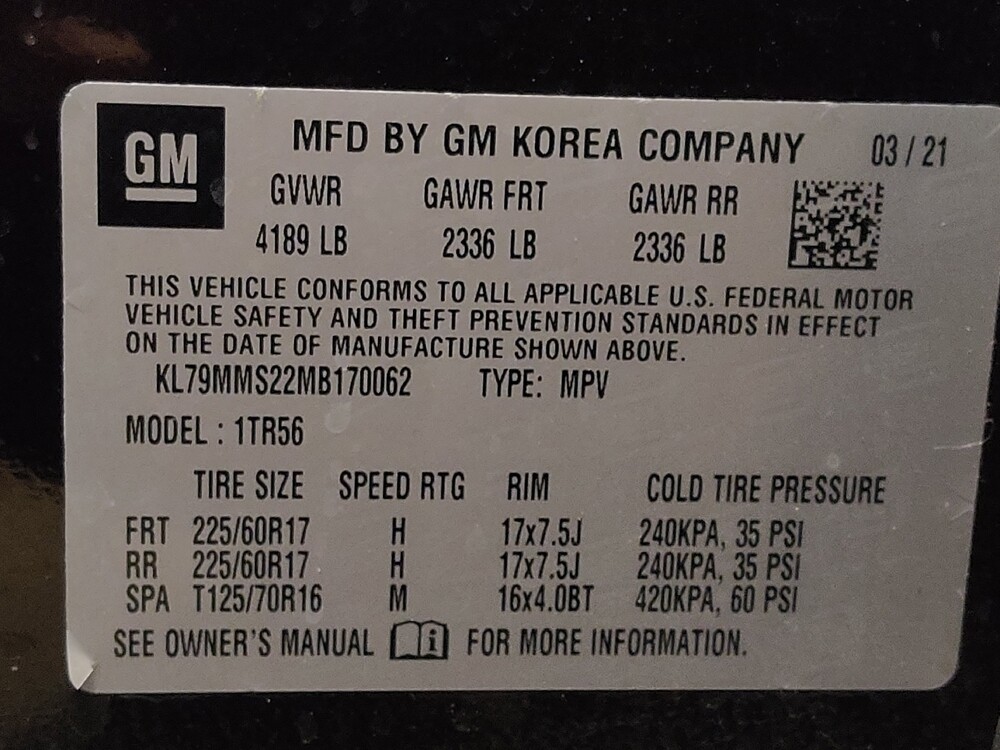 GM
MFD BY GM KOREA COMPANY 03 / 21
GVWR GAWR FRT GAWR RR
4189 LB 2336 LB 2336 LB
THIS VEHICLE CONFORMS TO ALL APPLICABLE U.S. FEDERAL MOTOR
VEHICLE SAFETY AND THEFT PREVENTION STANDARDS IN EFFECT
ON THE DATE OF MANUFACTURE SHOWN ABOVE.
KL79MMS22MB170062 TYPE: MPV
MODEL : 1TR56
TIRE SIZE SPEED RTG RIM COLD TIRE PRESSURE
FRT 225/60R17 H 17x7.5J 240KPA, 35 PSI
RR 225/60R17 H 17x7.5J 240KPA, 35 PSI
SPA T125/70R16 M 16x4.0BT 420KPA, 60 PSI
SEE OWNER'S MANUAL i FOR MORE INFORMATION.